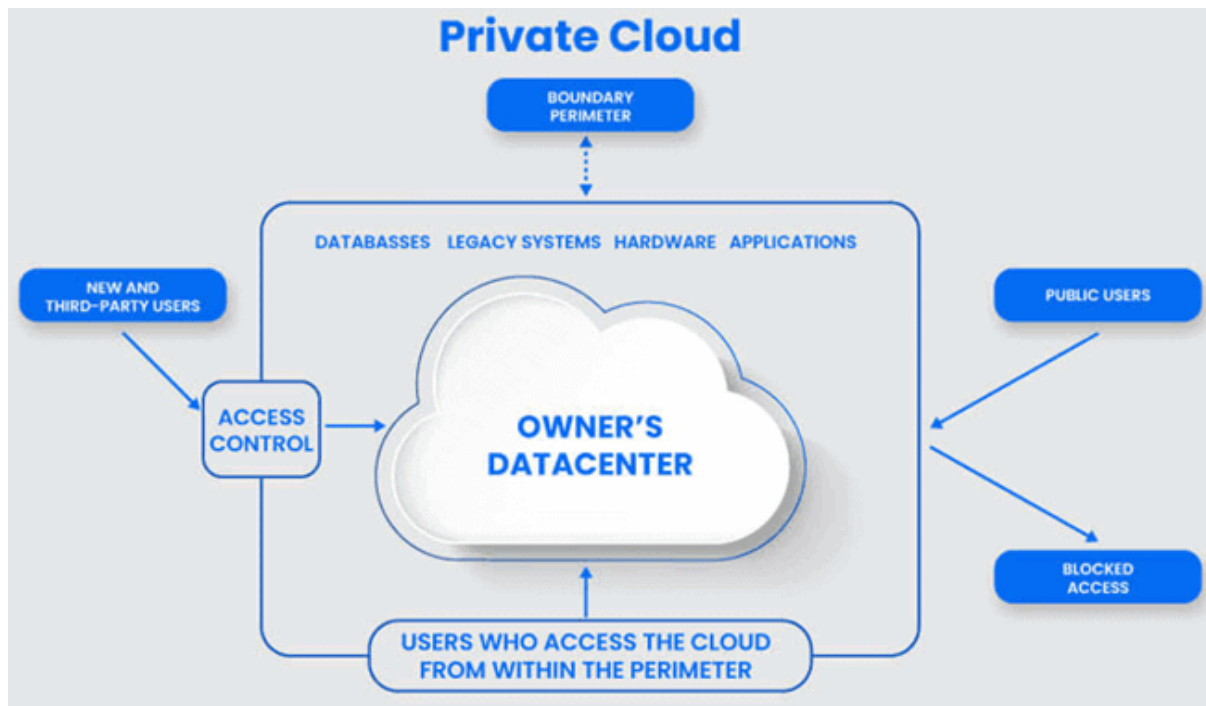 Private Cloud
BOUNDARY
PERIMETER
DATABASSES LEGACY SYSTEMS HARDWARE APPLICATIONS
NEW AND
THIRD-PARTY USERS
PUBLIC USERS
ACCESS
CONTROL
OWNER'S
DATACENTER
BLOCKED
ACCESS
USERS WHO ACCESS THE CLOUD
FROM WITHIN THE PERIMETER